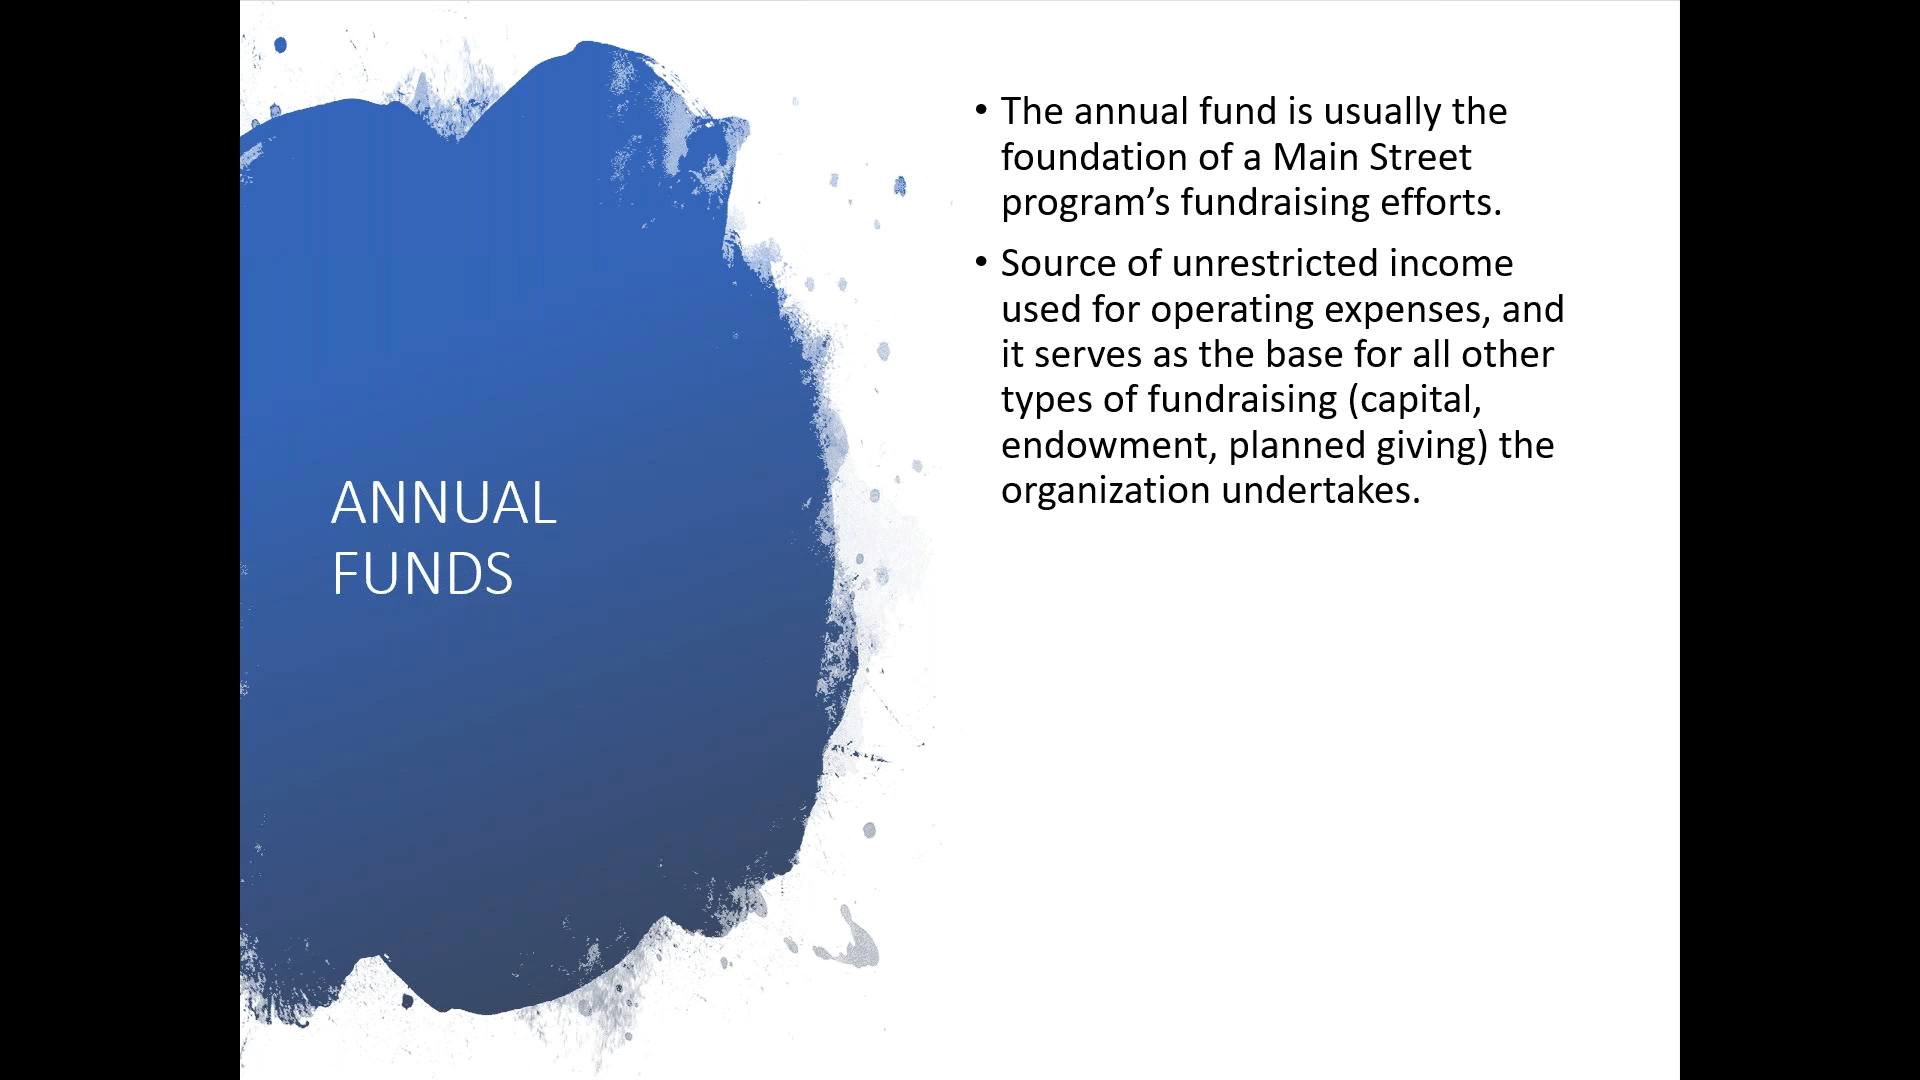 ANNUAL
FUNDS
• The annual fund is usually the
foundation of a Main Street
program’s fundraising efforts.
• Source of unrestricted income
used for operating expenses, and
it serves as the base for all other
types of fundraising (capital,
endowment, planned giving) the
organization undertakes.